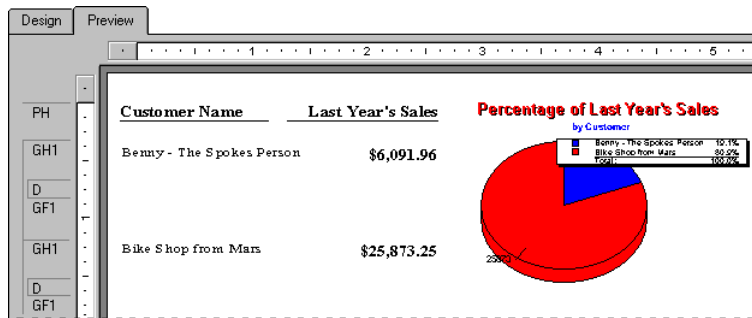 Design Preview
1 2 3 4 5
PH Customer Name Last Year's Sales Percentage of Last Year's Sales
by Customer
Benny - The Spokes Person 19.1%
Bike Shop from Mars 80.9%
Total: 100.0%
GH1 Benny - The Spokes Person $6,091.96
D
GF1
1
GH1 Bike Shop from Mars $25,873.25
25873
D
GF1